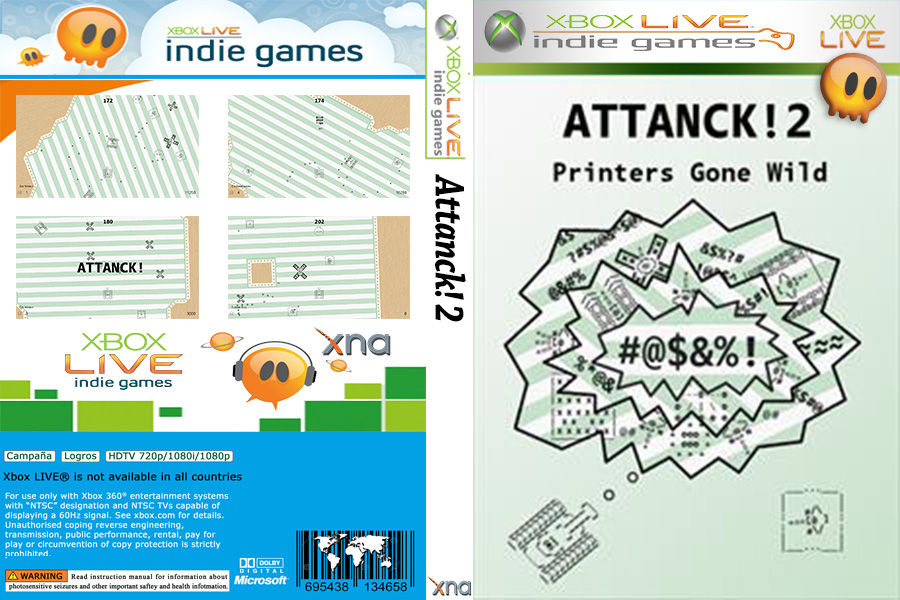 XBOX LIVE
indie games
172
174
180
ATTANCK!
202
XBOX
LIVE
indie games
xna
Campaña Logros HDTV 720p/1080i/1080p
Xbox LIVE® is not available in all countries
For use only with Xbox 360® entertainment systems
with “NTSC” designation and NTSC TVs capable of
displaying a 60Hz signal. See xbox.com for details.
Unauthorised coping reverse engineering,
transmission, public performance, rental, pay for
play or circumvention of copy protection is strictly
prohibited.
WARNING Read instruction manual for information about
photosensitive seizures and other important saftey and health infotmation.
DOLBY
DIGITAL
Microsoft
695438 134658
XBOX LIVE
indie games
Attanck! 2
xna
XBOX LIVE
indie games
XBOX
LIVE
ATTANCK!2
Printers Gone Wild
#@$&%!